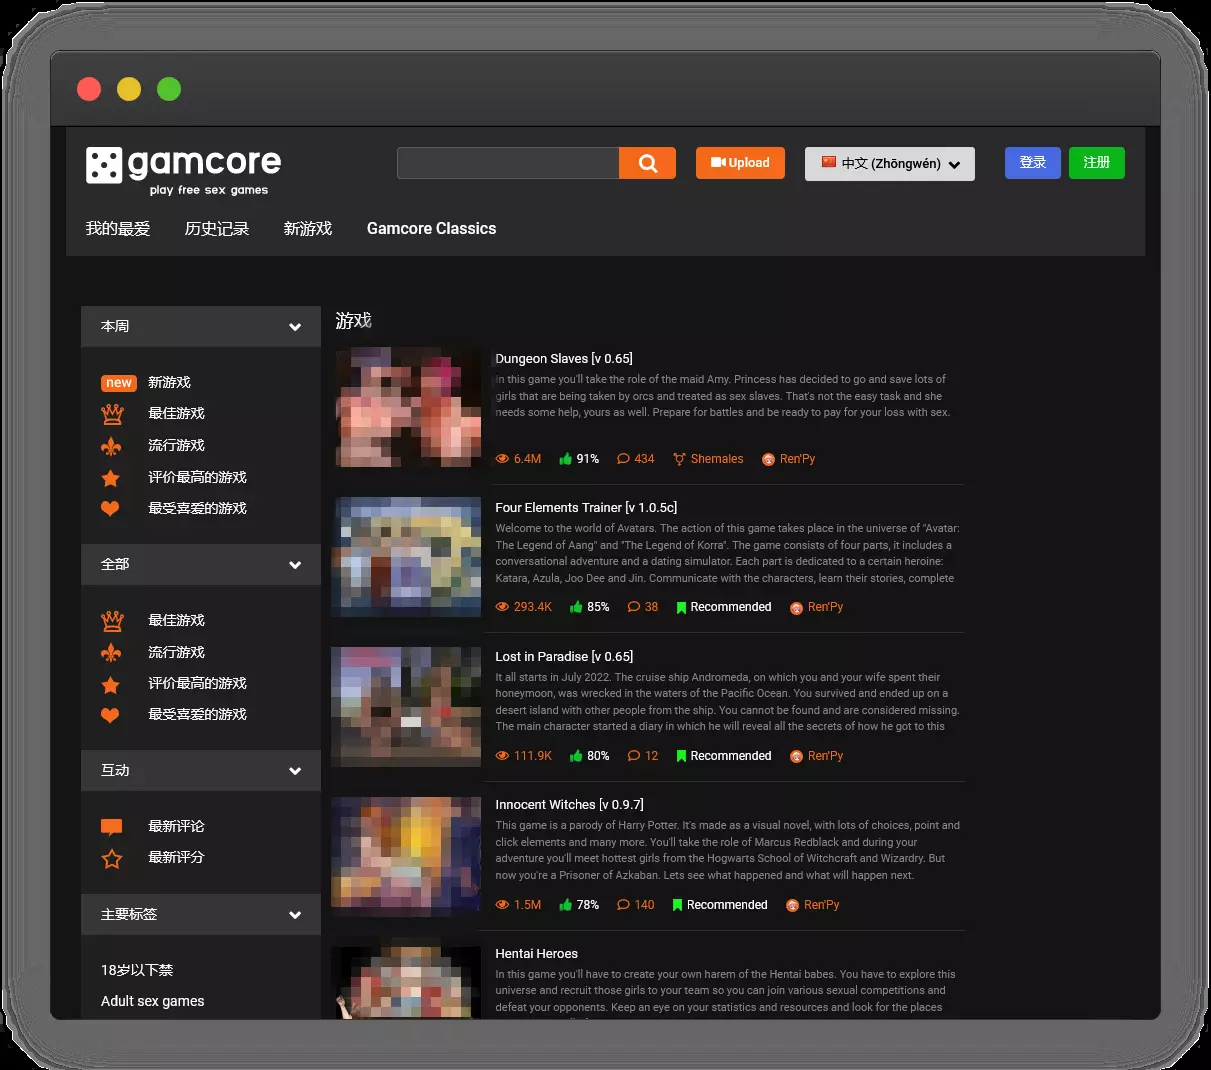 gamcore
play free sex games
Upload
中文 (Zhōngwén)
登录
注册
我的最爱 历史记录 新游戏 Gamcore Classics
本周
new 新游戏
最佳游戏
流行游戏
评价最高的游戏
最受喜爱的游戏
全部
最佳游戏
流行游戏
评价最高的游戏
最受喜爱的游戏
互动
最新评论
最新评分
主要标签
18岁以下禁
Adult sex games
游戏
Dungeon Slaves [v 0.65]
In this game you'll take the role of the maid Amy. Princess has decided to go and save lots of
girls that are being taken by orcs and treated as sex slaves. That's not the easy task and she
needs some help, yours as well. Prepare for battles and be ready to pay for your loss with sex.
6.4M 91% 434 Shemales Ren'Py
Four Elements Trainer [v 1.0.5c]
Welcome to the world of Avatars. The action of this game takes place in the universe of "Avatar:
The Legend of Aang" and "The Legend of Korra". The game consists of four parts, it includes a
conversational adventure and a dating simulator. Each part is dedicated to a certain heroine:
Katara, Azula, Joo Dee and Jin. Communicate with the characters, learn their stories, complete
293.4K 85% 38 Recommended Ren'Py
Lost in Paradise [v 0.65]
It all starts in July 2022. The cruise ship Andromeda, on which you and your wife spent their
honeymoon, was wrecked in the waters of the Pacific Ocean. You survived and ended up on a
desert island with other people from the ship. You cannot be found and are considered missing.
The main character started a diary in which he will reveal all the secrets of how he got to this
111.9K 80% 12 Recommended Ren'Py
Innocent Witches [v 0.9.7]
This game is a parody of Harry Potter. It's made as a visual novel, with lots of choices, point and
click elements and many more. You'll take the role of Marcus Redblack and during your
adventure you'll meet hottest girls from the Hogwarts School of Witchcraft and Wizardry. But
now you're a Prisoner of Azkaban. Lets see what happened and what will happen next.
1.5M 78% 140 Recommended Ren'Py
Hentai Heroes
In this game you'll have to create your own harem of the Hentai babes. You have to explore this
universe and recruit those girls to your team so you can join various sexual competitions and
defeat your opponents. Keep an eye on your statistics and resources and look for the places